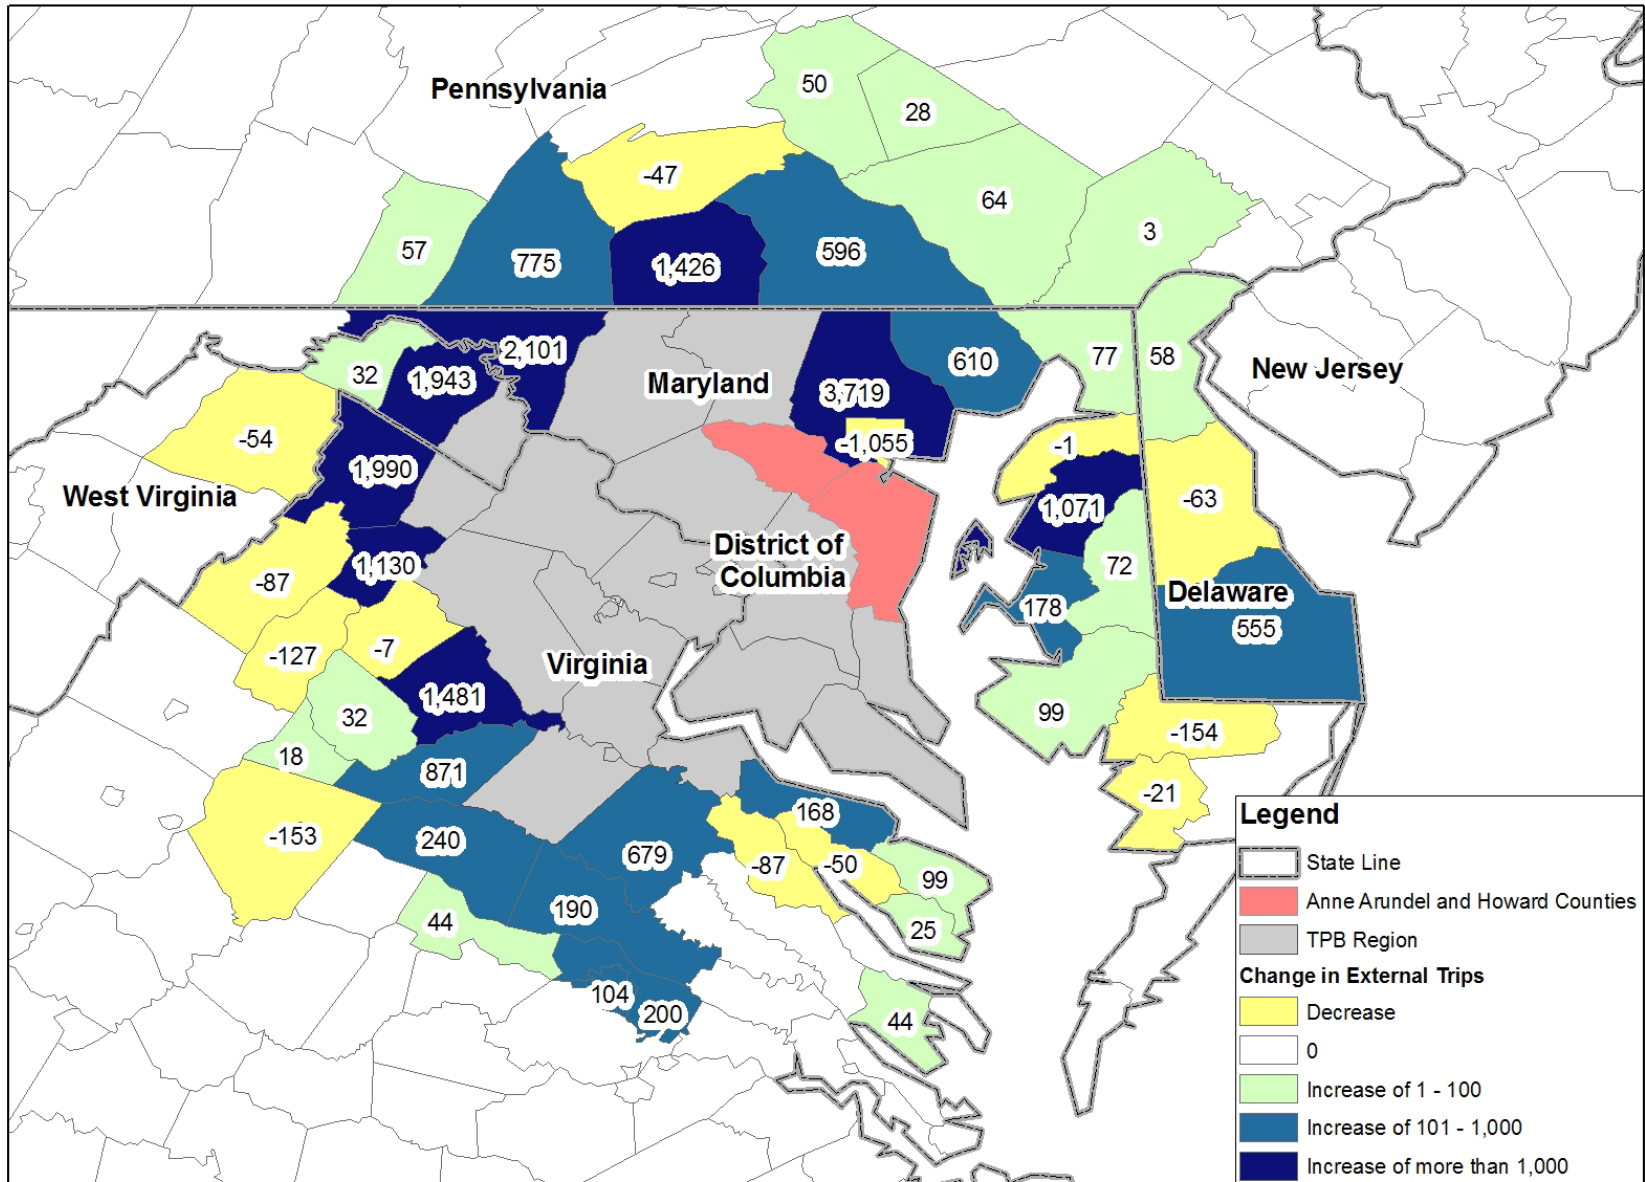 50
Pennsylvania
28
-47
64
3
57
775
1,426
596
2,101
32
1,943
77
58
610
New Jersey
Maryland
3,719
-54
-1,055
-1
1,990
West Virginia
-63
1,071
District of
Columbia
1,130
72
-87
Delaware
178
555
-127
-7
Virginia
1,481
32
99
-154
18
871
-21
168
-153
240
679
-87
-50
99
190
44
25
104
200
44
Legend
State Line
Anne Arundel and Howard Counties
TPB Region
Change in External Trips
Decrease
0
Increase of 1 - 100
Increase of 101 - 1,000
Increase of more than 1,000